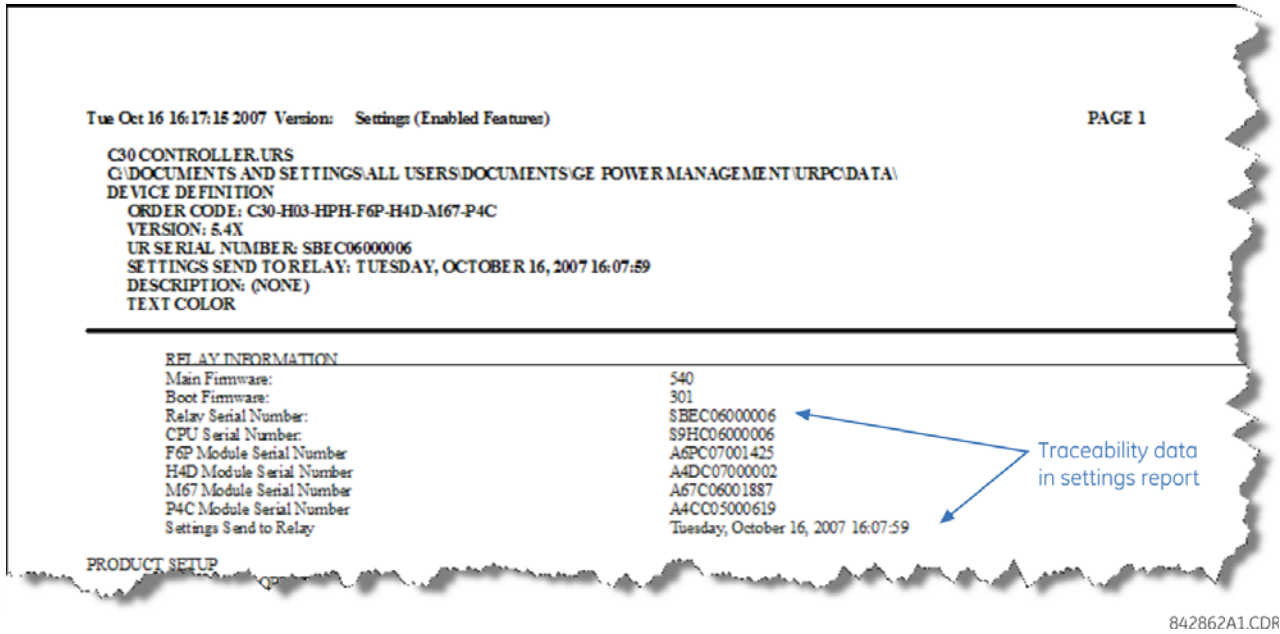 Tue Oct 16 16:17:15 2007 Version: Settings (Enabled Features) PAGE 1
C30 CONTROLLER.URS
C:\DOCUMENTS AND SETTINGS\ALL USERS\DOCUMENTS\GE POWER MANAGEMENT\URPC\DATA\
DEVICE DEFINITION
ORDER CODE: C30-H03-HPH-F6P-H4D-M67-P4C
VERSION: 5.4X
UR SERIAL NUMBER: SBEC06000006
SETTINGS SEND TO RELAY: TUESDAY, OCTOBER 16, 2007 16:07:59
DESCRIPTION: (NONE)
TEXT COLOR
RELAY INFORMATION
Main Firmware: 540
Boot Firmware: 301
Relay Serial Number: SBEC06000006
CPU Serial Number: S9HC06000006
F6P Module Serial Number A6PC07001425
H4D Module Serial Number A4DC07000002
M67 Module Serial Number A67C06001887
P4C Module Serial Number A4CC05000619
Settings Send to Relay Tuesday, October 16, 2007 16:07:59
Traceability data
in settings report
PRODUCT SETUP
842862A1.CDR